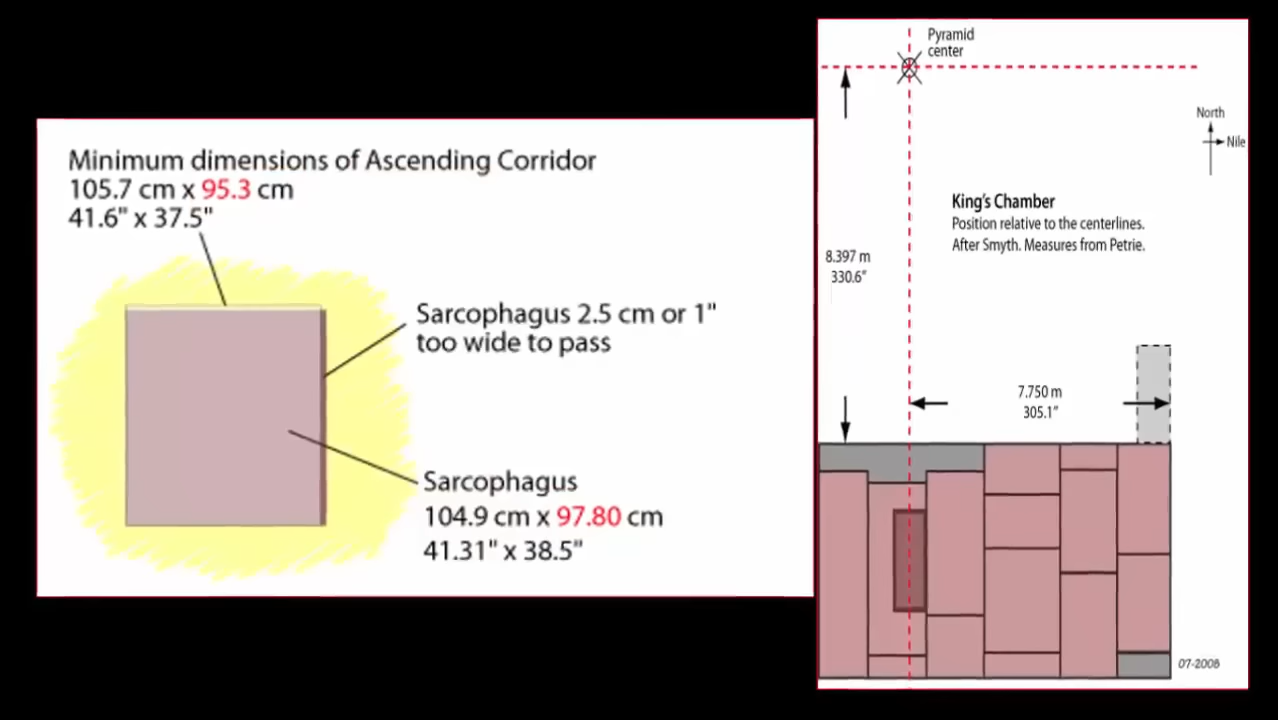 Minimum dimensions of Ascending Corridor
105.7 cm x 95.3 cm
41.6" x 37.5"
Sarcophagus 2.5 cm or 1"
too wide to pass
Sarcophagus
104.9 cm x 97.80 cm
41.31" x 38.5"
Pyramid
center
North
Nile
King's Chamber
Position relative to the centerlines.
After Smyth. Measures from Petrie.
8.397 m
330.6"
7.750 m
305.1"
07-2008